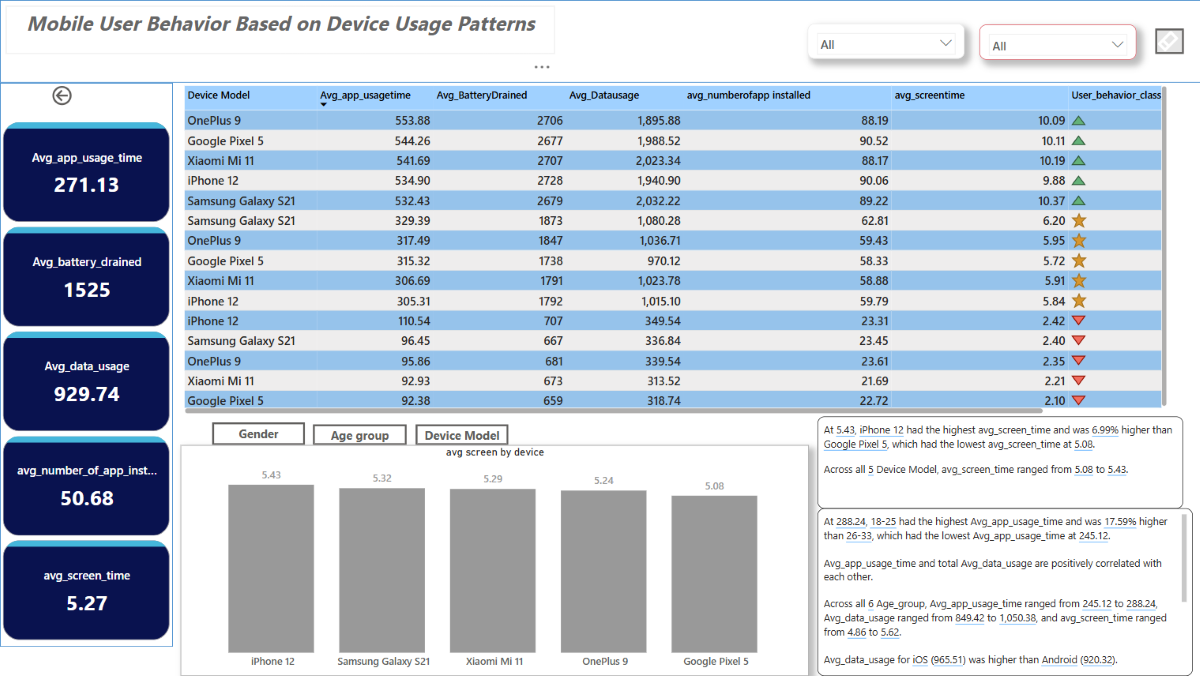 Mobile User Behavior Based on Device Usage Patterns
All
All
Avg_app_usage_time
271.13
Avg_battery_drained
1525
Avg_data_usage
929.74
avg_number_of_app_inst...
50.68
avg_screen_time
5.27
Device Model Avg_app_usagetime Avg_BatteryDrained Avg_Datausage avg_numberofapp installed avg_screentime User_behavior_class
OnePlus 9 553.88 2706 1,895.88 88.19 10.09
Google Pixel 5 544.26 2677 1,988.52 90.52 10.11
Xiaomi Mi 11 541.69 2707 2,023.34 88.17 10.19
iPhone 12 534.90 2728 1,940.90 90.06 9.88
Samsung Galaxy S21 532.43 2679 2,032.22 89.22 10.37
Samsung Galaxy S21 329.39 1873 1,080.28 62.81 6.20
OnePlus 9 317.49 1847 1,036.71 59.43 5.95
Google Pixel 5 315.32 1738 970.12 58.33 5.72
Xiaomi Mi 11 306.69 1791 1,023.78 58.88 5.91
iPhone 12 305.31 1792 1,015.10 59.79 5.84
iPhone 12 110.54 707 349.54 23.31 2.42
Samsung Galaxy S21 96.45 667 336.84 23.45 2.40
OnePlus 9 95.86 681 339.54 23.61 2.35
Xiaomi Mi 11 92.93 673 313.52 21.69 2.21
Google Pixel 5 92.38 659 318.74 22.72 2.10
Gender Age group Device Model
avg screen by device
5.43 5.32 5.29 5.24 5.08
iPhone 12 Samsung Galaxy S21 Xiaomi Mi 11 OnePlus 9 Google Pixel 5
At 5.43, iPhone 12 had the highest avg_screen_time and was 6.99% higher than
Google Pixel 5, which had the lowest avg_screen_time at 5.08.
Across all 5 Device Model, avg_screen_time ranged from 5.08 to 5.43.
At 288.24, 18-25 had the highest Avg_app_usage_time and was 17.59% higher
than 26-33, which had the lowest Avg_app_usage_time at 245.12.
Avg_app_usage_time and total Avg_data_usage are positively correlated with
each other.
Across all 6 Age_group, Avg_app_usage_time ranged from 245.12 to 288.24,
Avg_data_usage ranged from 849.42 to 1,050.38, and avg_screen_time ranged
from 4.86 to 5.62.
Avg_data_usage for iOS (965.51) was higher than Android (920.32).